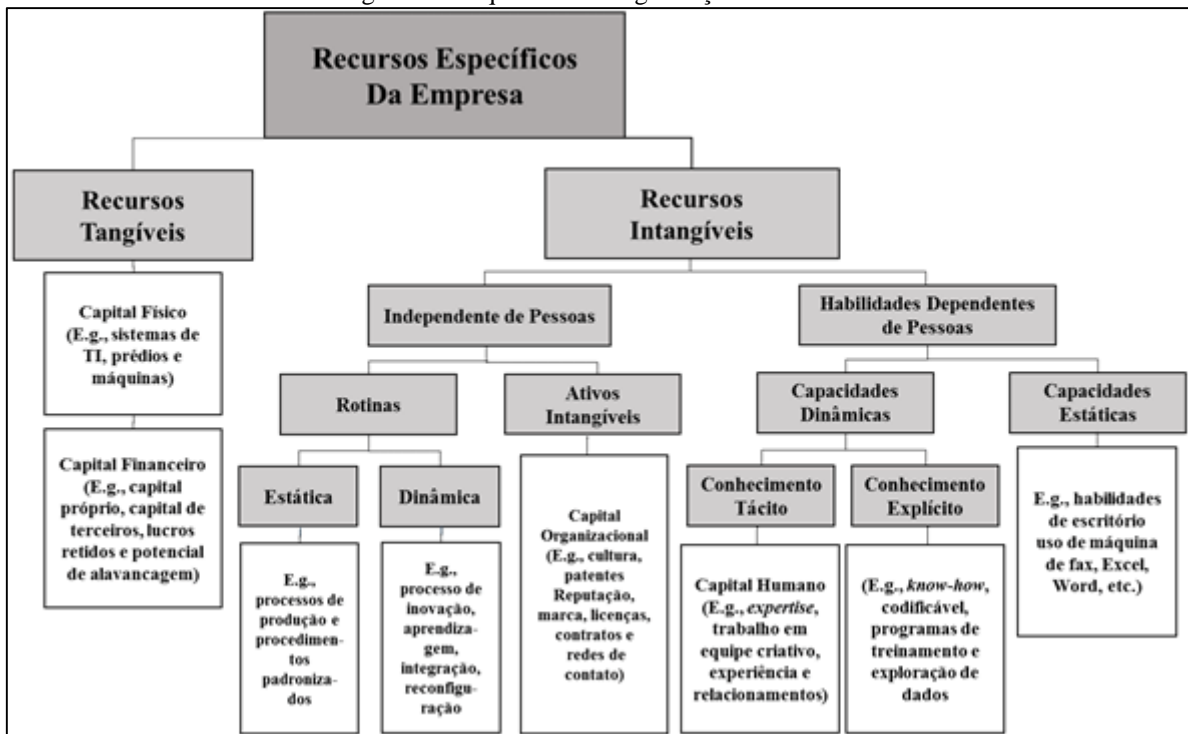 Recursos Específicos
Da Empresa
Recursos
Tangíveis
Recursos
Intangíveis
Capital Físico
(E.g., sistemas de
TI, prédios e
máquinas)
Capital Financeiro
(E.g., capital
próprio, capital de
terceiros, lucros
retidos e potencial
de alavancagem)
Independente de Pessoas
Habilidades Dependentes
de Pessoas
Rotinas
Ativos
Intangíveis
Capacidades
Dinâmicas
Capacidades
Estáticas
Estática
Dinâmica
Conhecimento
Tácito
Conhecimento
Explícito
E.g.,
processos de
produção e
procedimen-
tos
padroniza-
dos
E.g.,
processo de
inovação,
aprendiza-
gem,
integração,
reconfigu-
ração
Capital
Organizacional
(E.g., cultura,
patentes
Reputação,
marca, licenças,
contratos e
redes de
contato)
Capital Humano
(E.g., expertise,
trabalho em
equipe criativo,
experiência e
relacionamentos)
(E.g., know-how,
codificável,
programas de
treinamento e
exploração de
dados
E.g., habilidades
de escritório
uso de máquina
de fax, Excel,
Word, etc.)